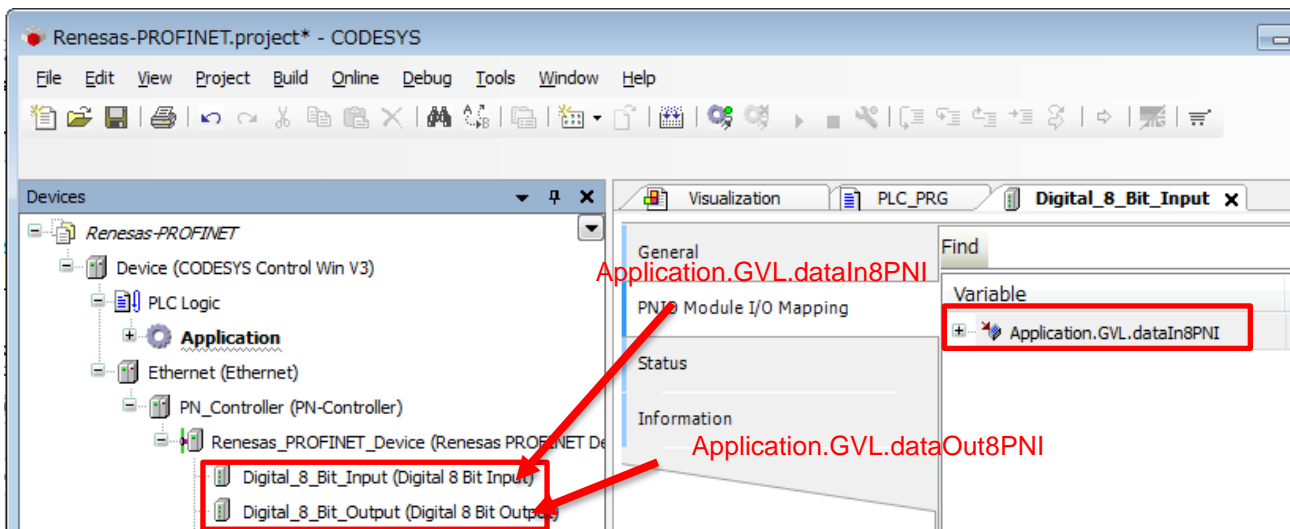 Renesas-PROFINET.project* - CODESYS
File Edit View Project Build Online Debug Tools Window Help
Devices
Visualization PLC_PRG Digital_8_Bit_Input
Renesas-PROFINET
General
Find
Device (CODESYS Control Win V3)
Application.GVL.dataIn8PNI
PLC Logic
PNIO Module I/O Mapping
Variable
Application
Application.GVL.dataIn8PNI
Ethernet (Ethernet)
Status
PN_Controller (PN-Controller)
Information
Renesas_PROFINET_Device (Renesas PROFINET De
Application.GVL.dataOut8PNI
Digital_8_Bit_Input (Digital 8 Bit Input)
Digital_8_Bit_Output (Digital 8 Bit Output)